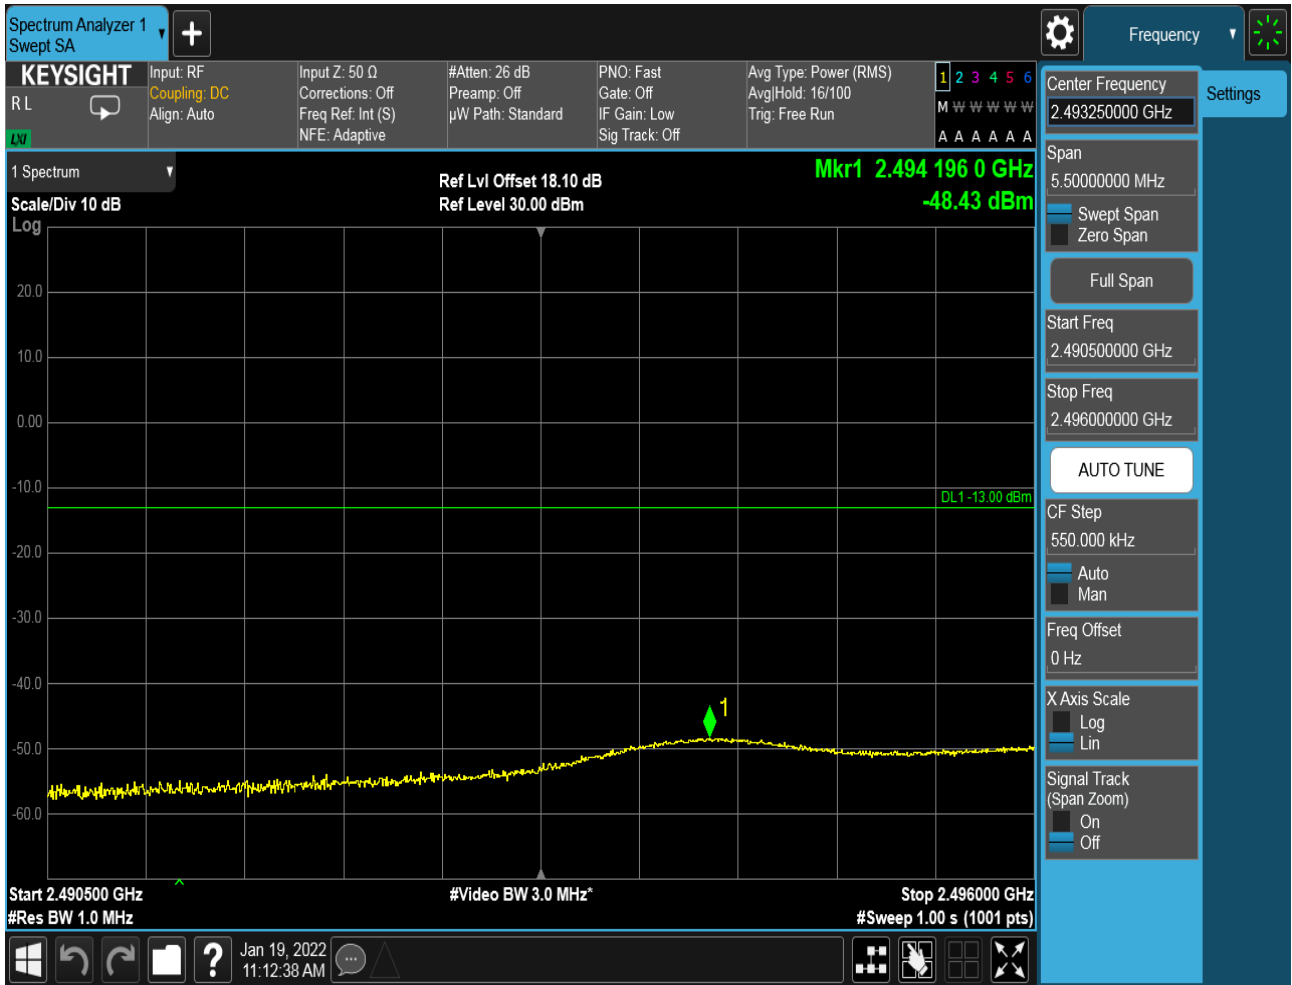 Spectrum Analyzer 1
Swept SA
Frequency
KEYSIGHT
R L
LXI
Input: RF
Coupling: DC
Align: Auto
Input Z: 50 Ω
Corrections: Off
Freq Ref: Int (S)
NFE: Adaptive
#Atten: 26 dB
Preamp: Off
µW Path: Standard
PNO: Fast
Gate: Off
IF Gain: Low
Sig Track: Off
Avg Type: Power (RMS)
Avg|Hold: 16/100
Trig: Free Run
1 2 3 4 5 6
M W W W W W
A A A A A A
Center Frequency
2.493250000 GHz
Settings
Span
5.50000000 MHz
Swept Span
Zero Span
Full Span
Start Freq
2.490500000 GHz
Stop Freq
2.496000000 GHz
AUTO TUNE
CF Step
550.000 kHz
Auto
Man
Freq Offset
0 Hz
X Axis Scale
Log
Lin
Signal Track
(Span Zoom)
On
Off
1 Spectrum
Scale/Div 10 dB
Log
Ref Lvl Offset 18.10 dB
Ref Level 30.00 dBm
Mkr1 2.494 196 0 GHz
-48.43 dBm
20.0
10.0
0.00
-10.0
DL1 -13.00 dBm
-20.0
-30.0
-40.0
1
-50.0
-60.0
Start 2.490500 GHz
#Video BW 3.0 MHz*
Stop 2.496000 GHz
#Res BW 1.0 MHz
#Sweep 1.00 s (1001 pts)
?
Jan 19, 2022
11:12:38 AM